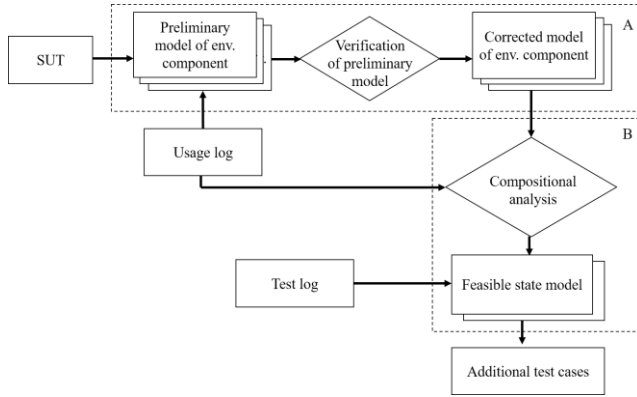 A
Preliminary
model of env.
component
Verification
of preliminary
model
Corrected model
of env. component
SUT
B
Usage log
Compositional
analysis
Test log
Feasible state model
Additional test cases